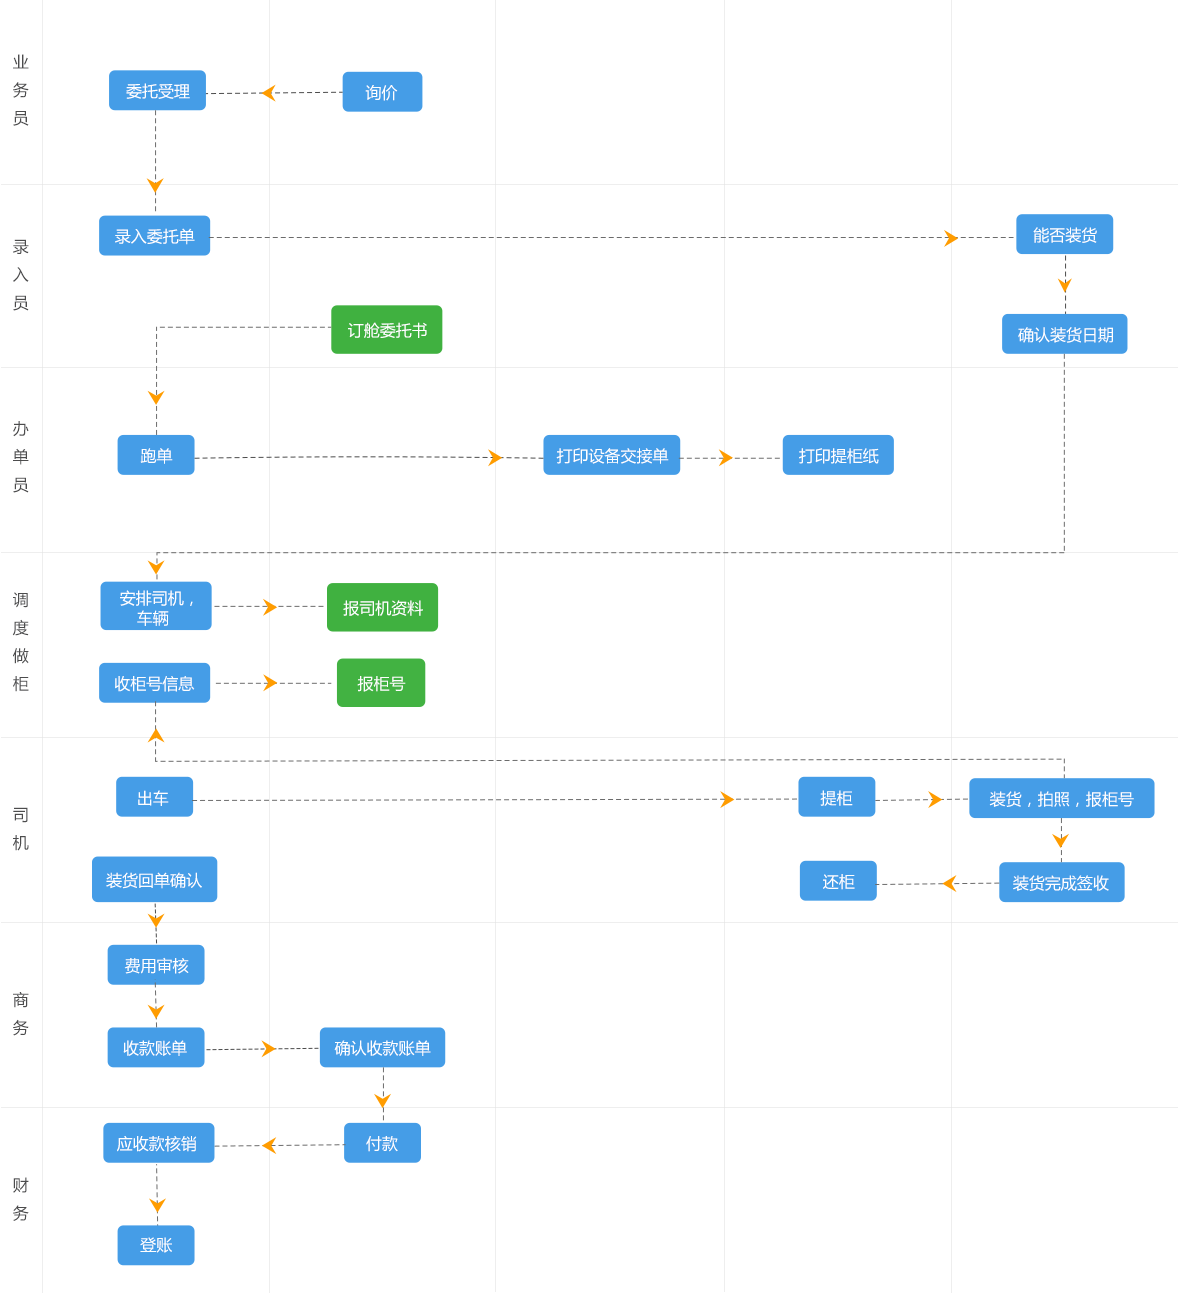 业务员
委托受理
询价
录入员
录入委托单
能否装货
订舱委托书
确认装货日期
办单员
跑单
打印设备交接单
打印提柜纸
调度做柜
安排司机，
车辆
报司机资料
收柜号信息
报柜号
司机
出车
提柜
装货，拍照，报柜号
装货回单确认
还柜
装货完成签收
商务
费用审核
收款账单
确认收款账单
财务
应收款核销
付款
登账